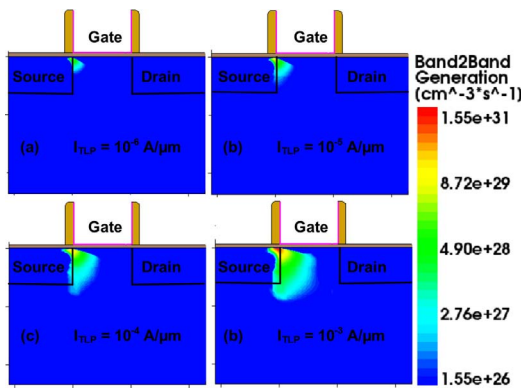 Gate
Source Drain
(a) I_TLP = 10^-6 A/μm
Gate
Source Drain
(b) I_TLP = 10^-5 A/μm
Gate
Source Drain
(c) I_TLP = 10^-4 A/μm
Gate
Source Drain
(b) I_TLP = 10^-3 A/μm
Band2Band
Generation
(cm^-3*s^-1)
1.55e+31
8.72e+29
4.90e+28
2.76e+27
1.55e+26